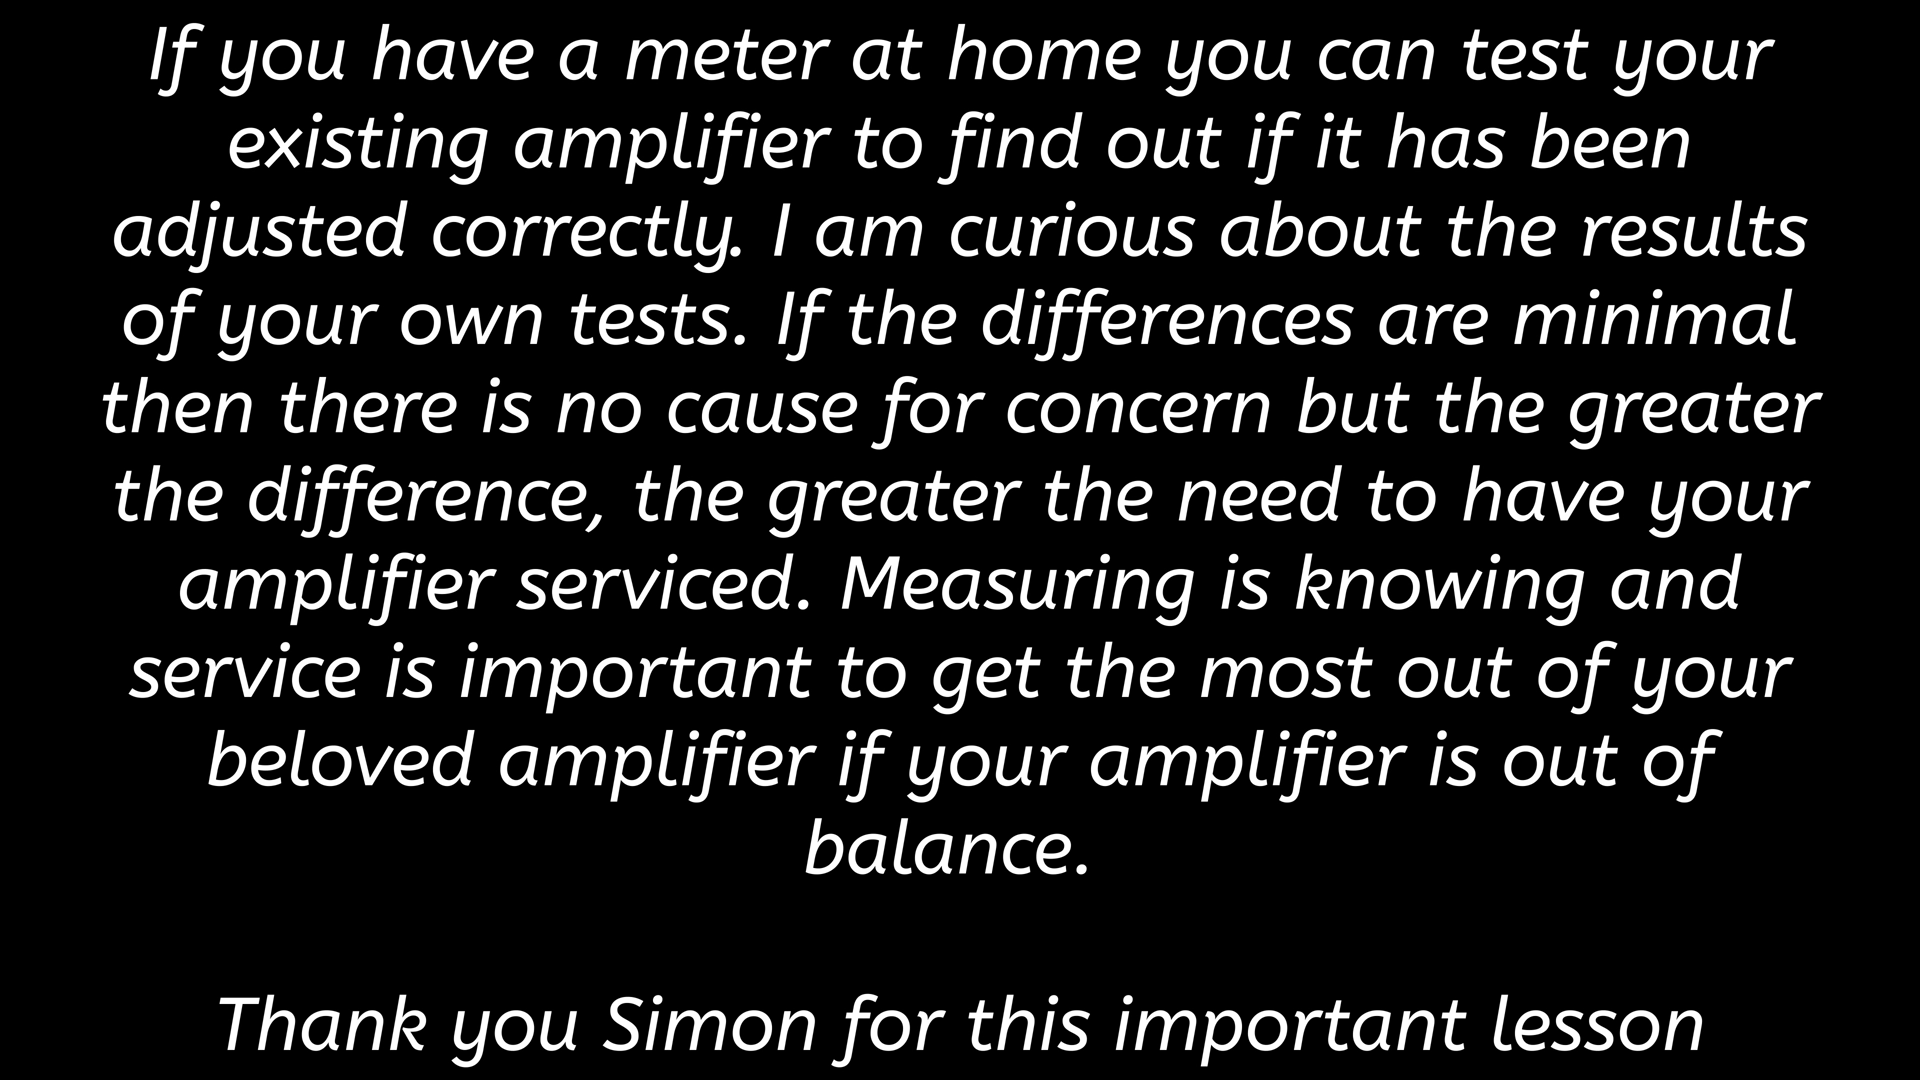 If you have a meter at home you can test your
existing amplifier to find out if it has been
adjusted correctly. I am curious about the results
of your own tests. If the differences are minimal
then there is no cause for concern but the greater
the difference, the greater the need to have your
amplifier serviced. Measuring is knowing and
service is important to get the most out of your
beloved amplifier if your amplifier is out of
balance.
Thank you Simon for this important lesson